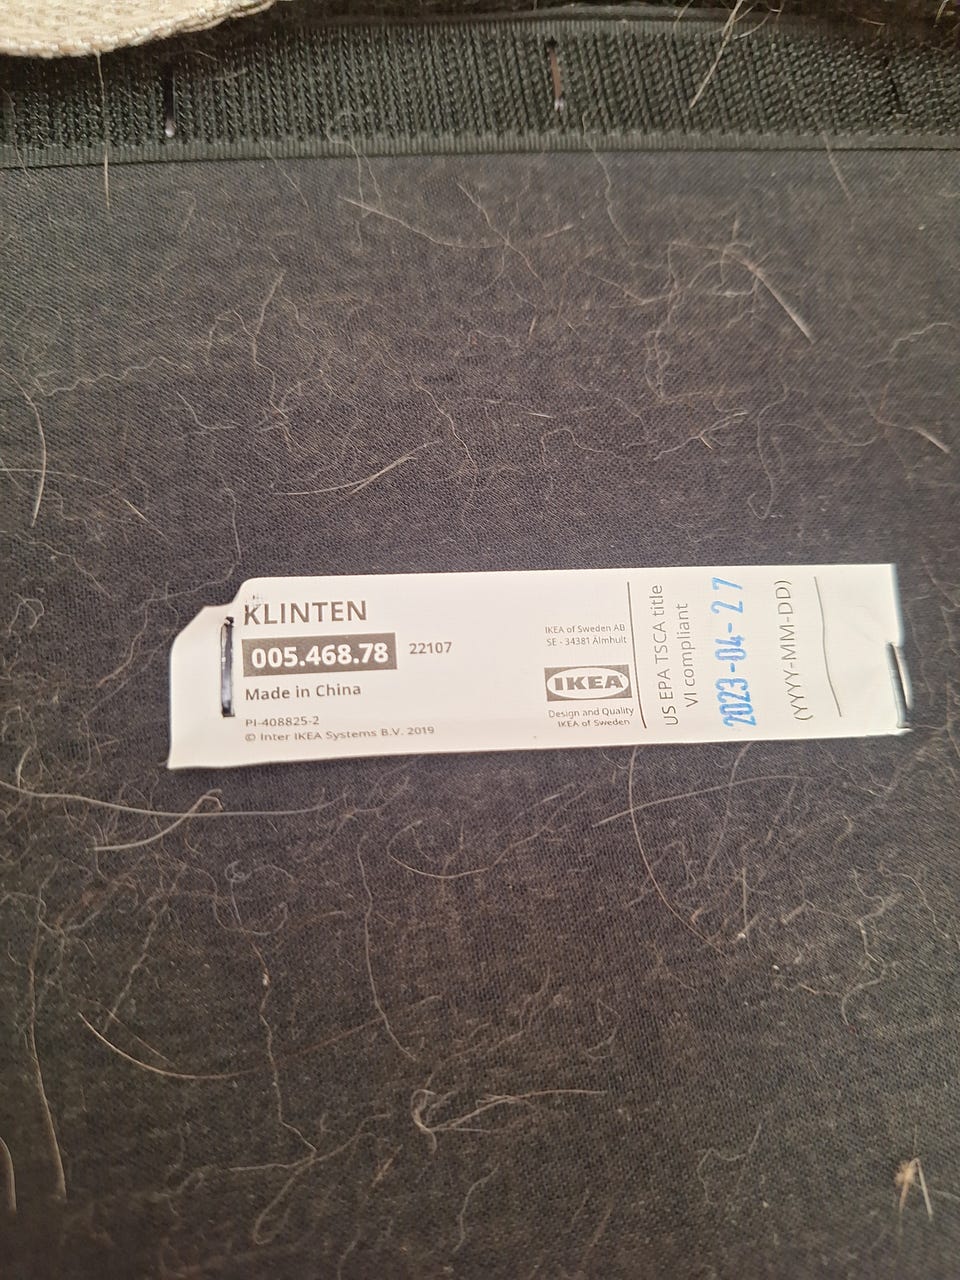 KLINTEN
005.468.78 22107
Made in China
PI-408825-2
© Inter IKEA Systems B.V. 2019
IKEA of Sweden AB
SE - 34381 Älmhult
IKEA
Design and Quality
IKEA of Sweden
US EPA TSCA title
VI compliant
2023-04-27
(YYYY-MM-DD)